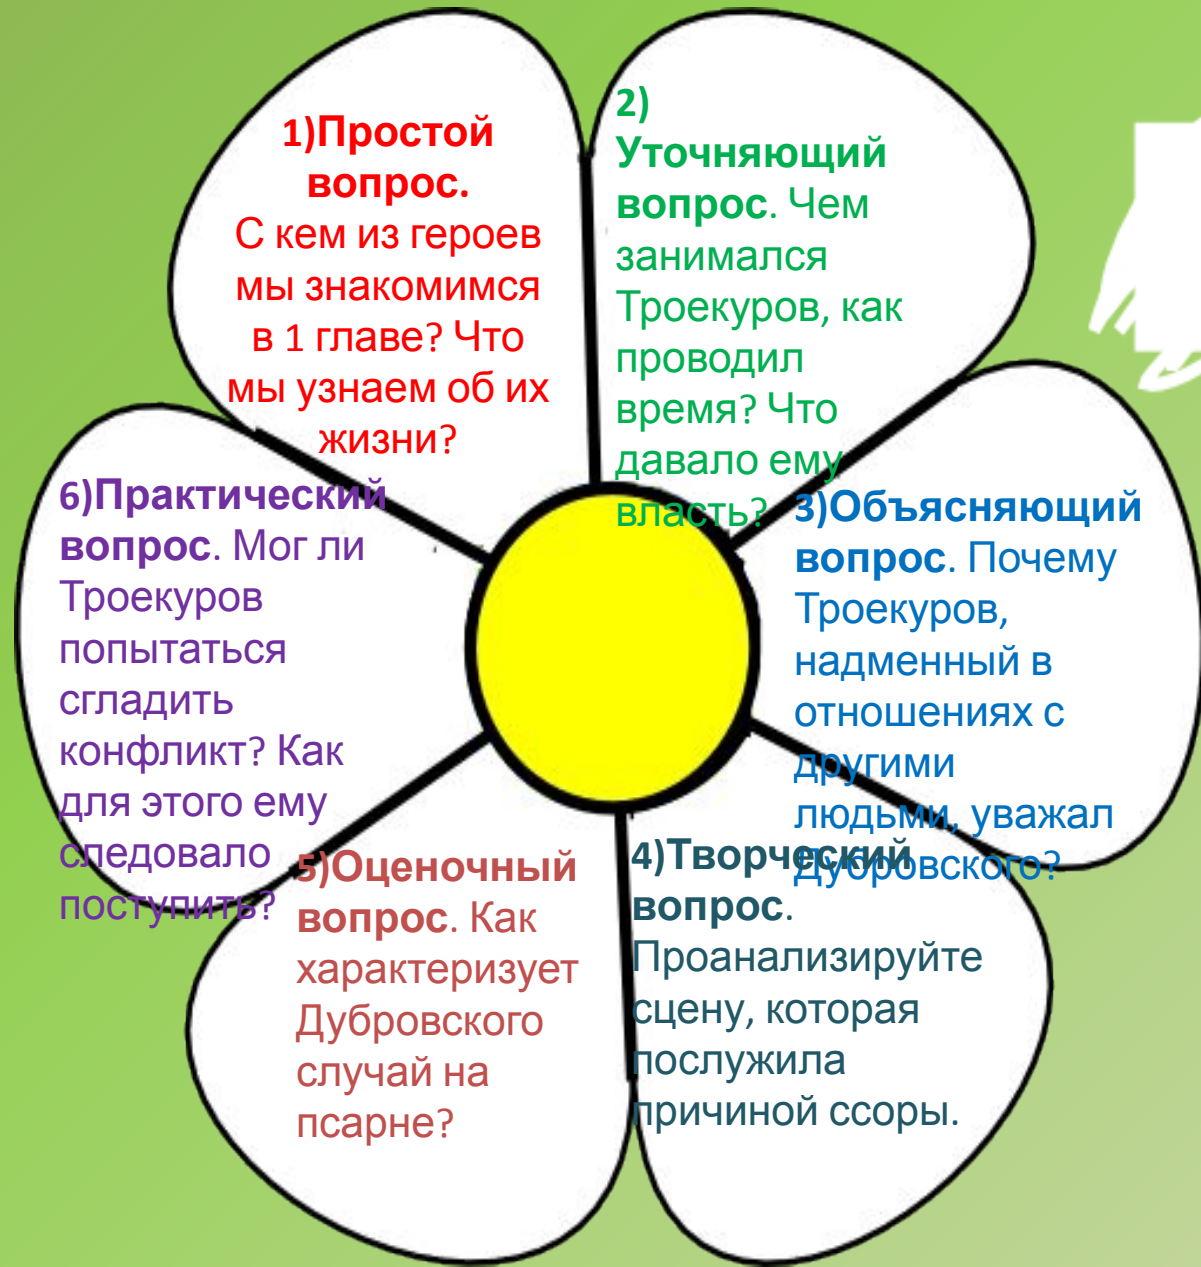 1)Простой
вопрос.
С кем из героев
мы знакомимся
в 1 главе? Что
мы узнаем об их
жизни?
2)
Уточняющий
вопрос. Чем
занимался
Троекуров, как
проводил
время? Что
давало ему
власть?
3)Объясняющий
вопрос. Почему
Троекуров,
надменный в
отношениях с
другими
людьми, уважал
Дубровского?
4)Творческий
вопрос.
Проанализируйте
сцену, которая
послужила
причиной ссоры.
5)Оценочный
вопрос. Как
характеризует
Дубровского
случай на
псарне?
6)Практический
вопрос. Мог ли
Троекуров
попытаться
сгладить
конфликт? Как
для этого ему
следовало
поступить?